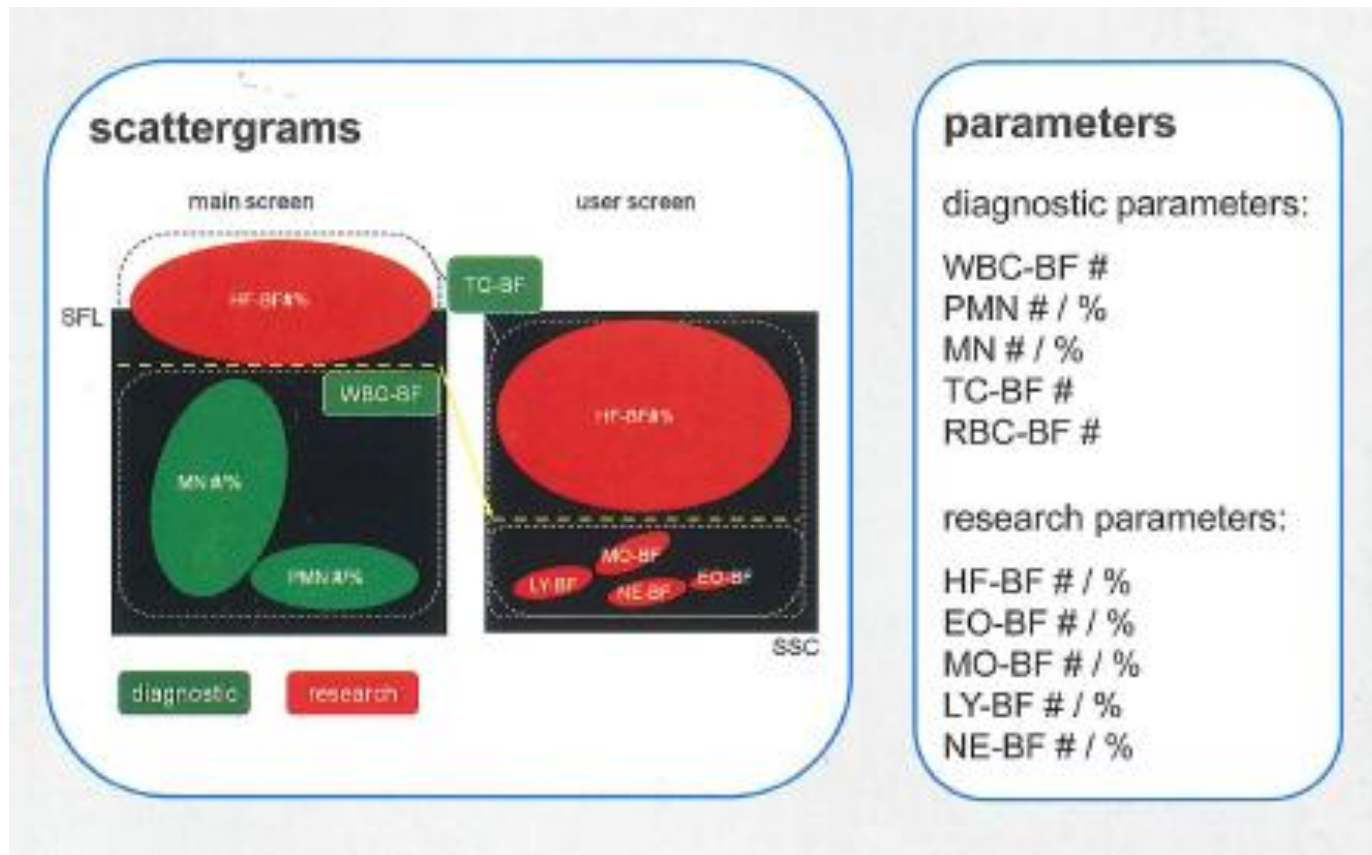 scattergrams
main screen
user screen
SFL
HF-BF#%
TC-BF
WBC-BF
MN #/%
PMN #/%
HF-BF#%
MO-BF
LY-BF
NE-BF
EO-BF
SSC
diagnostic
research
parameters
diagnostic parameters:
WBC-BF #
PMN # / %
MN # / %
TC-BF #
RBC-BF #
research parameters:
HF-BF # / %
EO-BF # / %
MO-BF # / %
LY-BF # / %
NE-BF # / %